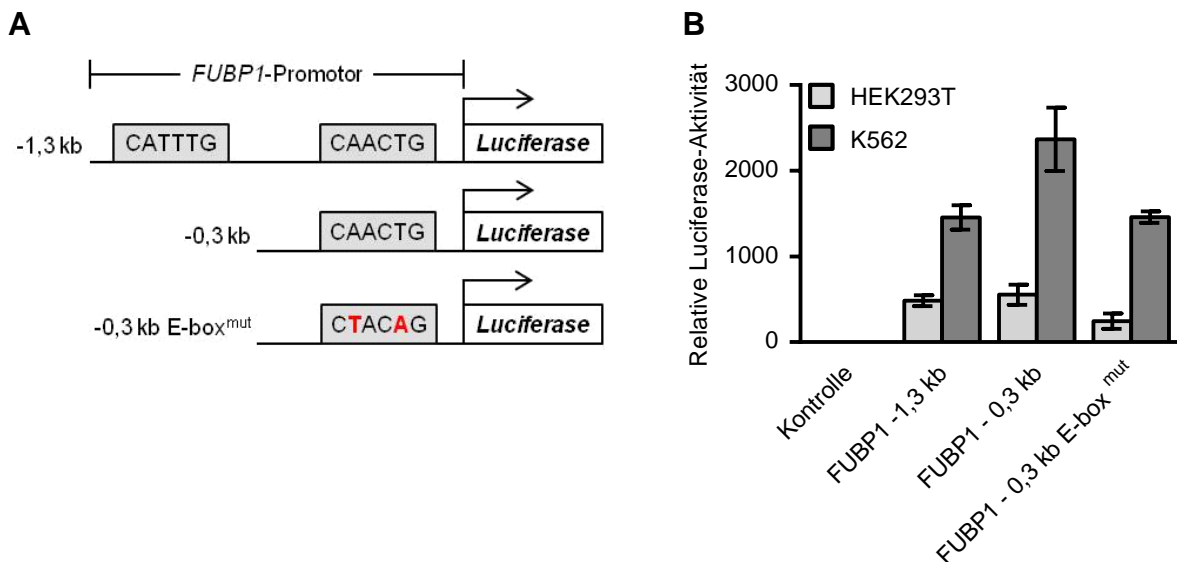 A
FUBP1-Promotor
-1,3 kb CATTTG CAACTG Luciferase
-0,3 kb CAACTG Luciferase
-0,3 kb E-box^mut CTACAG Luciferase
B
Relative Luciferase-Aktivität
3000
2000
1000
0
HEK293T
K562
Kontrolle
FUBP1 -1,3 kb
FUBP1 - 0,3 kb
FUBP1 - 0,3 kb E-box^mut